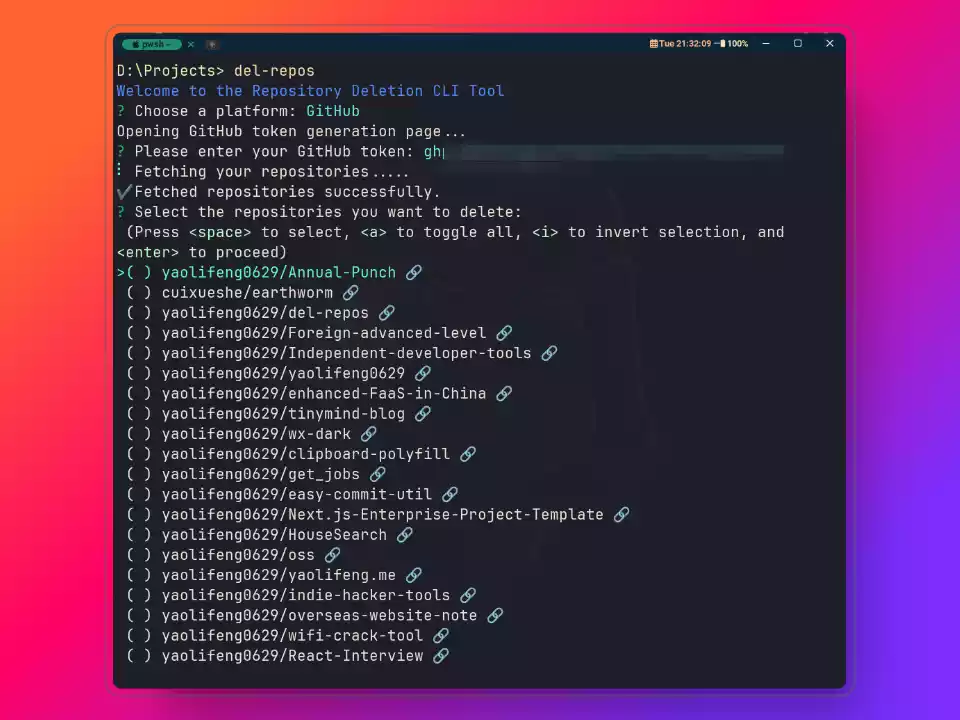 pwsh ~ × +
Tue 21:32:09 100%
D:\Projects> del-repos
Welcome to the Repository Deletion CLI Tool
? Choose a platform: GitHub
Opening GitHub token generation page...
? Please enter your GitHub token: ghp
⠇ Fetching your repositories.....
✔Fetched repositories successfully.
? Select the repositories you want to delete:
(Press <space> to select, <a> to toggle all, <i> to invert selection, and
<enter> to proceed)
>( ) yaolifeng0629/Annual-Punch 🔗
( ) cuixueshe/earthworm 🔗
( ) yaolifeng0629/del-repos 🔗
( ) yaolifeng0629/Foreign-advanced-level 🔗
( ) yaolifeng0629/Independent-developer-tools 🔗
( ) yaolifeng0629/yaolifeng0629 🔗
( ) yaolifeng0629/enhanced-FaaS-in-China 🔗
( ) yaolifeng0629/tinymind-blog 🔗
( ) yaolifeng0629/wx-dark 🔗
( ) yaolifeng0629/clipboard-polyfill 🔗
( ) yaolifeng0629/get_jobs 🔗
( ) yaolifeng0629/easy-commit-util 🔗
( ) yaolifeng0629/Next.js-Enterprise-Project-Template 🔗
( ) yaolifeng0629/HouseSearch 🔗
( ) yaolifeng0629/oss 🔗
( ) yaolifeng0629/yaolifeng.me 🔗
( ) yaolifeng0629/indie-hacker-tools 🔗
( ) yaolifeng0629/overseas-website-note 🔗
( ) yaolifeng0629/wifi-crack-tool 🔗
( ) yaolifeng0629/React-Interview 🔗